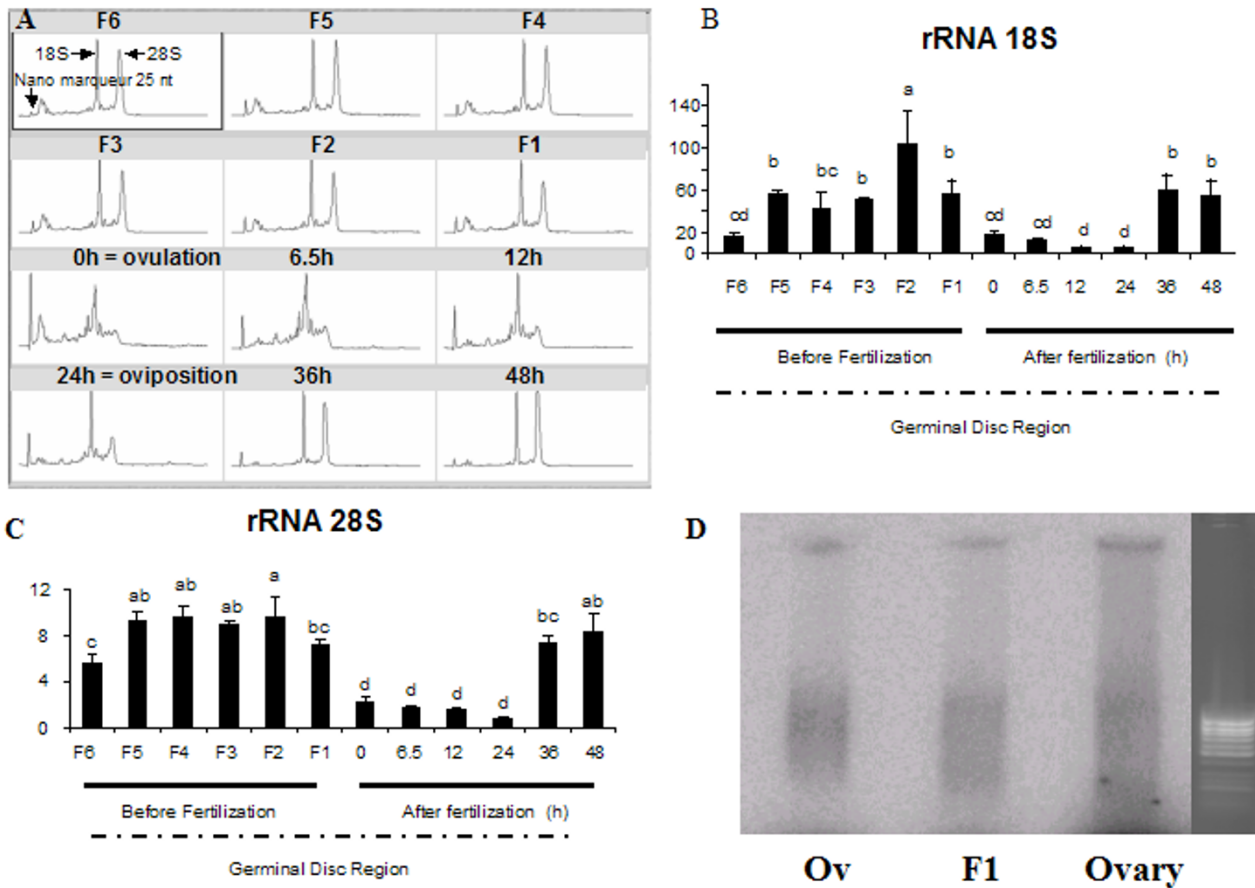 A
F6 F5 F4
18S 28S
Nano marqueur 25 nt
F3 F2 F1
0h = ovulation 6.5h 12h
24h = oviposition 36h 48h
B
rRNA 18S
140
100
60
20
0
a
b b
b bc b b b
cd cd cd d d
F6 F5 F4 F3 F2 F1 0 6.5 12 24 36 48
Before Fertilization After fertilization (h)
Germinal Disc Region
C
rRNA 28S
12
8
4
0
c ab ab ab a bc d d d d bc ab
F6 F5 F4 F3 F2 F1 0 6.5 12 24 36 48
Before Fertilization After fertilization (h)
Germinal Disc Region
D
Ov F1 Ovary